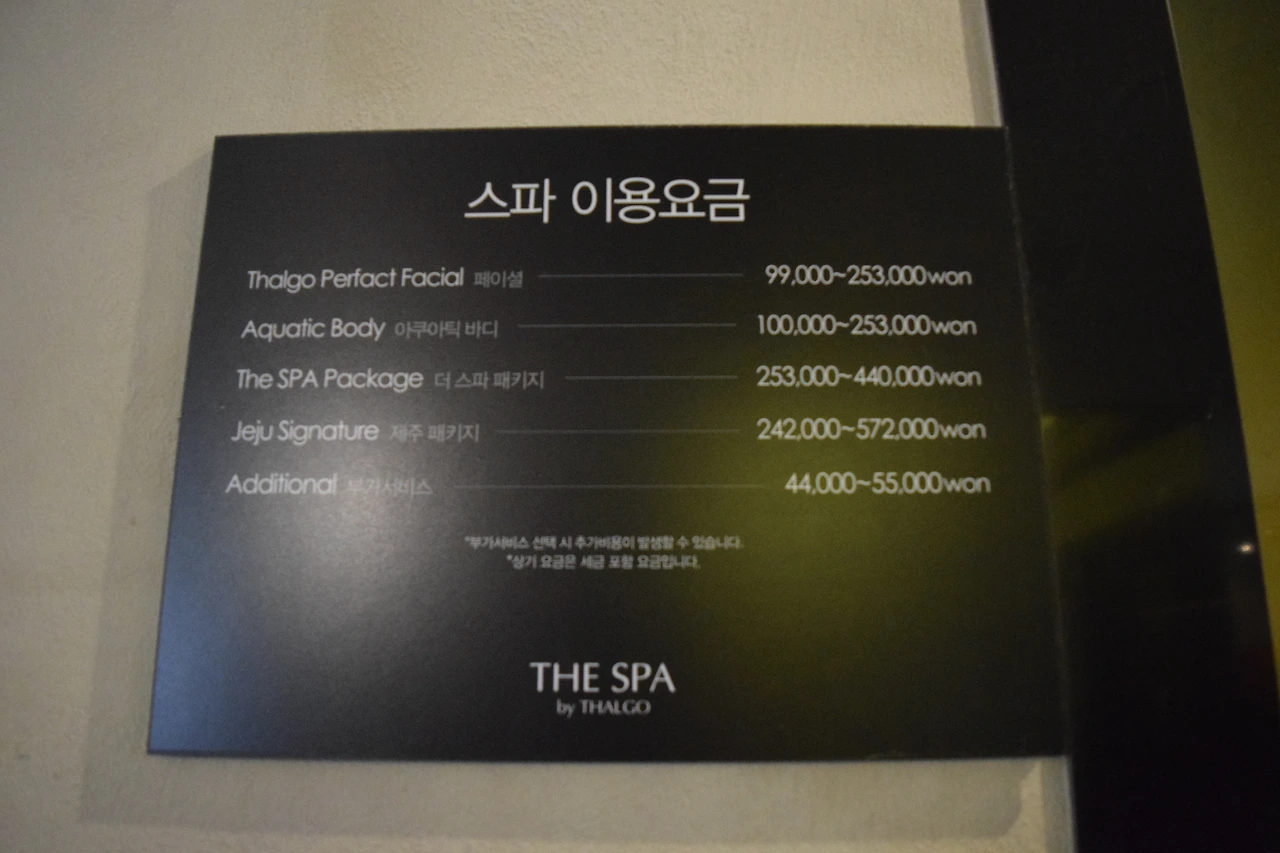 스파 이용요금
Thalgo Perfact Facial 페이셜 99,000~253,000won
Aquatic Body 아쿠아틱 바디 100,000~253,000won
The SPA Package 더 스파 패키지 253,000~440,000won
Jeju Signature 제주 패키지 242,000~572,000won
Additional 부가서비스 44,000~55,000won
*부가서비스 선택 시 추가비용이 발생할 수 있습니다.
*상기 요금은 세금 포함 요금입니다.
THE SPA
by THALGO